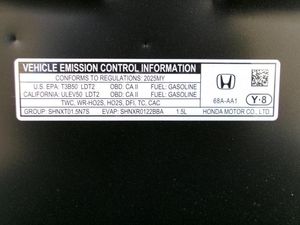 VEHICLE EMISSION CONTROL INFORMATION
CONFORMS TO REGULATIONS: 2025MY
U.S. EPA: T3B50 LDT2 OBD: CA II FUEL: GASOLINE
CALIFORNIA: ULEV50 LDT2 OBD: CA II FUEL: GASOLINE
TWC, WR-HO2S, HO2S, DFI, TC, CAC
GROUP: SHNXT01.5N7S EVAP: SHNXR0122BBA 1.5L
HONDA
68A-AA1 Y-8
HONDA MOTOR CO., LTD.